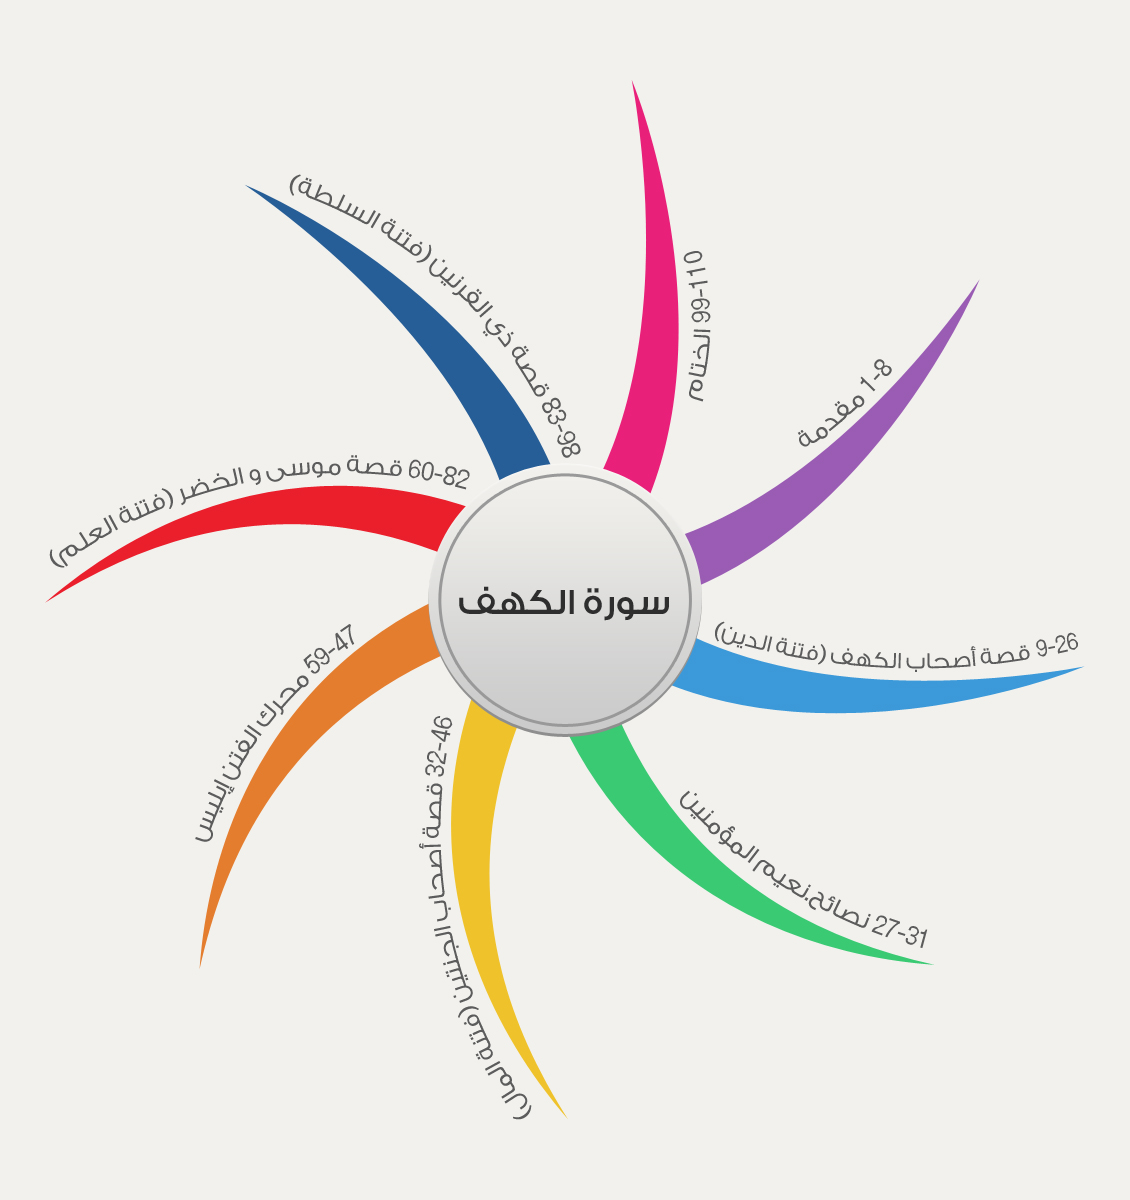 سورة الكهف
1-8 مقدمة
9-26 قصة أصحاب الكهف (فتنة الدين)
27-31 نصائح.نعيم المؤمنين
32-46 قصة أصحاب الجنتين (فتنة المال)
59-47 محرك الفتن إبليس
60-82 قصة موسى و الخضر (فتنة العلم)
83-98 قصة ذي القرنين (فتنة السلطة)
99-110 الختام